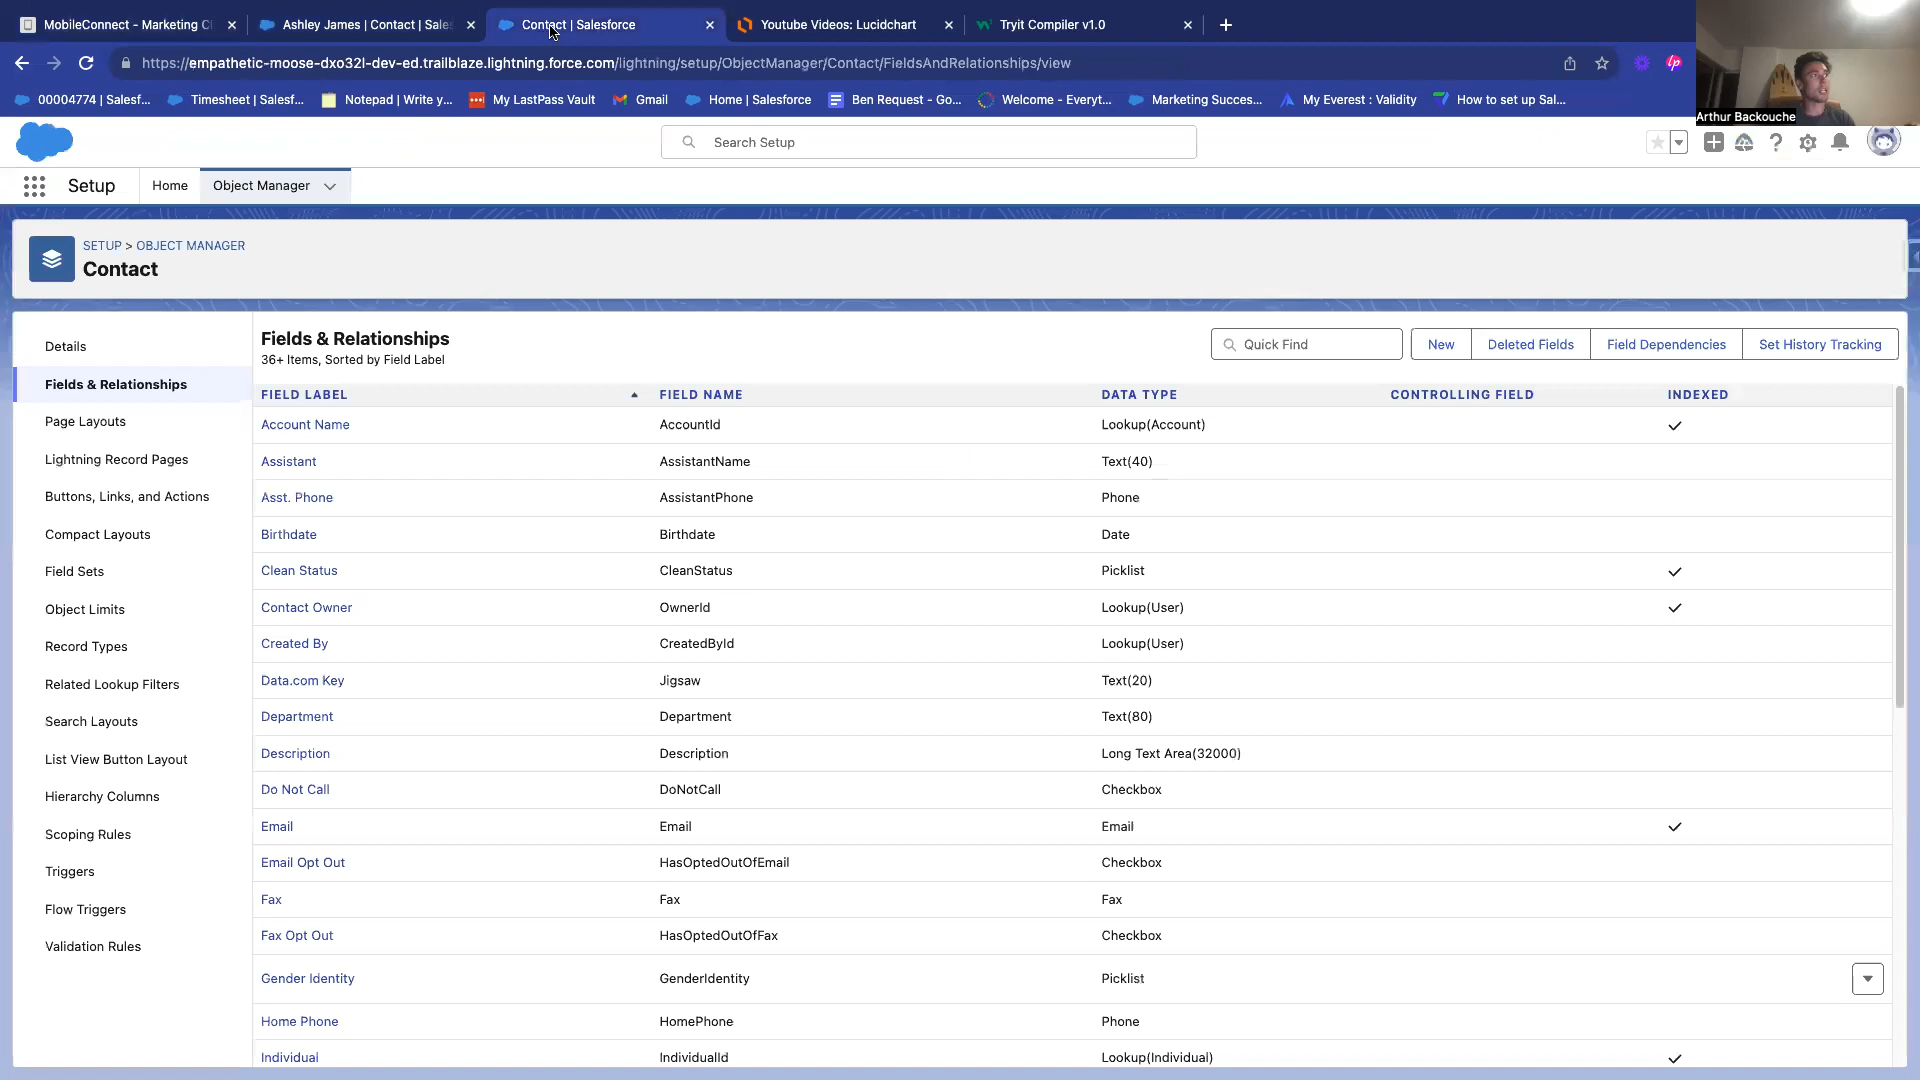 MobileConnect - Marketing Cl
Ashley James | Contact | Sales
Contact | Salesforce
Youtube Videos: Lucidchart
Tryit Compiler v1.0
https://empathetic-moose-dxo32l-dev-ed.trailblaze.lightning.force.com/lightning/setup/ObjectManager/Contact/FieldsAndRelationships/view
00004774 | Salesf...
Timesheet | Salesf...
Notepad | Write y...
My LastPass Vault
Gmail
Home | Salesforce
Ben Request - Go...
Welcome - Everyt...
Marketing Succes...
My Everest : Validity
How to set up Sal...
Arthur Backouche
Search Setup
Setup
Home
Object Manager
SETUP > OBJECT MANAGER
Contact
Details
Fields & Relationships
Page Layouts
Lightning Record Pages
Buttons, Links, and Actions
Compact Layouts
Field Sets
Object Limits
Record Types
Related Lookup Filters
Search Layouts
List View Button Layout
Hierarchy Columns
Scoping Rules
Triggers
Flow Triggers
Validation Rules
Fields & Relationships
36+ Items, Sorted by Field Label
Quick Find
New
Deleted Fields
Field Dependencies
Set History Tracking
FIELD LABEL FIELD NAME DATA TYPE CONTROLLING FIELD INDEXED
Account Name AccountId Lookup(Account)
Assistant AssistantName Text(40)
Asst. Phone AssistantPhone Phone
Birthdate Birthdate Date
Clean Status CleanStatus Picklist
Contact Owner OwnerId Lookup(User)
Created By CreatedById Lookup(User)
Data.com Key Jigsaw Text(20)
Department Department Text(80)
Description Description Long Text Area(32000)
Do Not Call DoNotCall Checkbox
Email Email Email
Email Opt Out HasOptedOutOfEmail Checkbox
Fax Fax Fax
Fax Opt Out HasOptedOutOfFax Checkbox
Gender Identity GenderIdentity Picklist
Home Phone HomePhone Phone
Individual IndividualId Lookup(Individual)